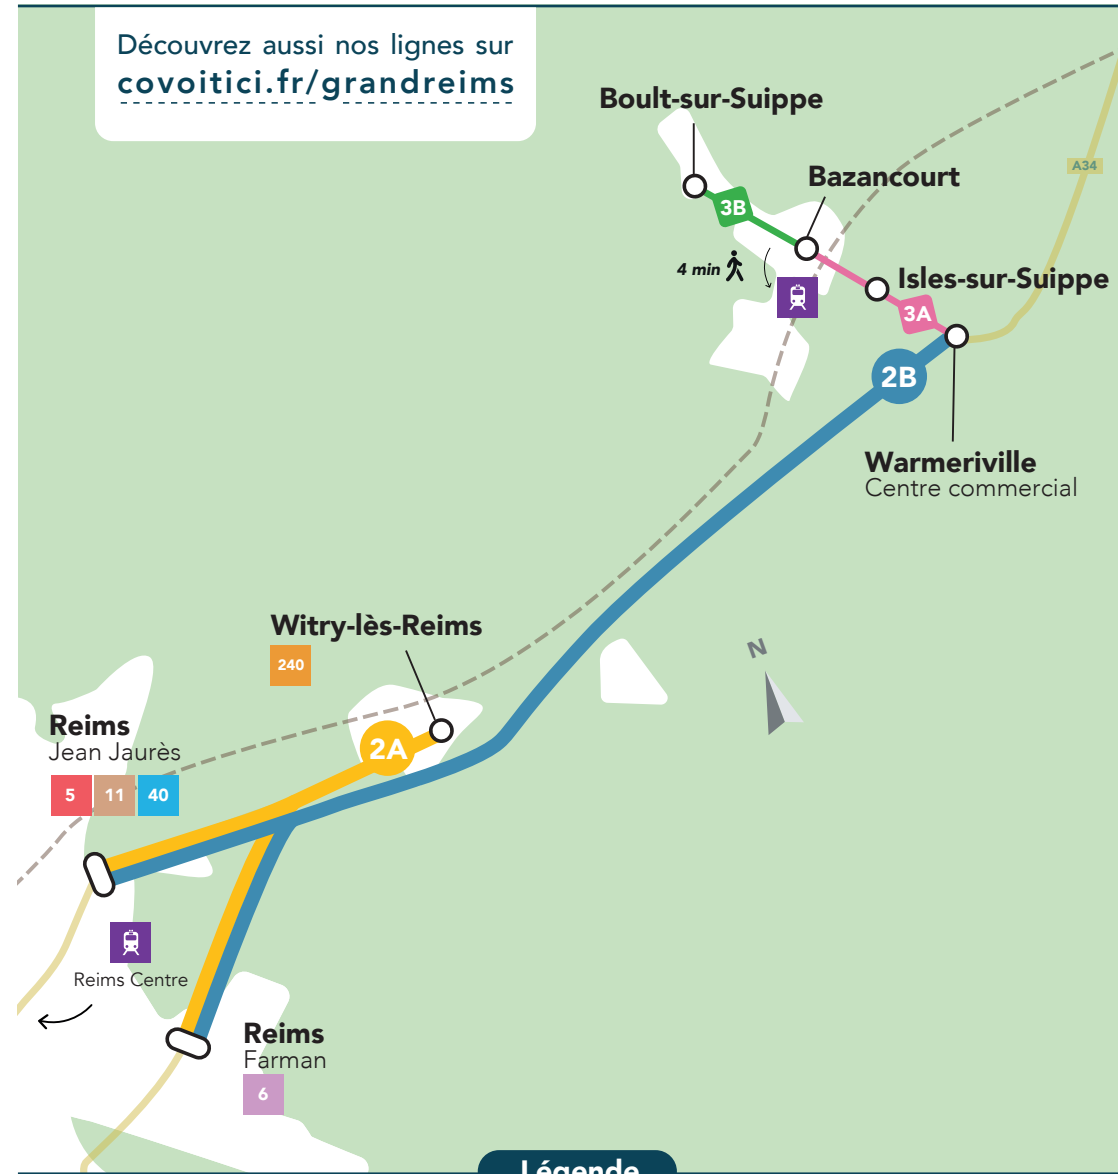 Découvrez aussi nos lignes sur
covoitici.fr/grandreims
Boult-sur-Suippe
Bazancourt
A34
3B
4 min
Isles-sur-Suippe
3A
2B
Warmeriville
Centre commercial
Witry-lès-Reims
240
N
Reims
Jean Jaurès
2A
5 11 40
Reims Centre
Reims
Farman
6
Légende